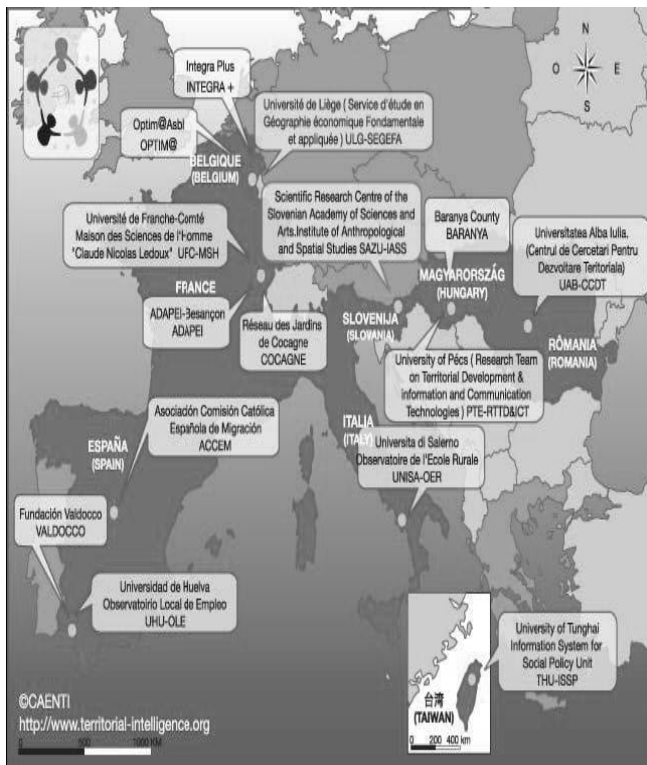 N
O E
S
Integra Plus
INTEGRA +
Université de Liège ( Service d'étude en
Géographie économique Fondamentale
et appliquée ) ULG-SEGEFA
Optim@Asbl
OPTIM@
BELGIQUE
(BELGIUM)
Scientific Research Centre of the
Slovenian Academy of Sciences and
Arts.Institute of Anthropological
and Spatial Studies SAZU-IASS
Baranya County
BARANYA
Universitatea Alba Iulia.
(Centrul de Cercetari Pentru
Dezvoltare Teritoriala)
UAB-CCDT
Université de Franche-Comté
Maison des Sciences de l'Homme
"Claude Nicolas Ledoux" UFC-MSH
MAGYARORSZÁG
(HUNGARY)
FRANCE
ADAPEI-Besançon
ADAPEI
Réseau des Jardins
de Cocagne
COCAGNE
SLOVENIJA
(SLOVANIA)
RÔMANIA
(ROMANIA)
University of Pécs ( Research Team
on Territorial Development &
information and Communication
Technologies ) PTE-RTTD&ICT
Asociación Comisión Católica
Española de Migración
ACCEM
ITALIA
(ITALY)
Universita di Salerno
Observatoire de l'Ecole Rurale
UNISA-OER
ESPAÑA
(SPAIN)
Fundación Valdocco
VALDOCCO
Universidad de Huelva
Observatoirio Local de Empleo
UHU-OLE
University of Tunghai
Information System for
Social Policy Unit
THU-ISSP
台湾
(TAIWAN)
0 200 400 km
©CAENTI
http://www.territorial-intelligence.org
0 500 1000 KM